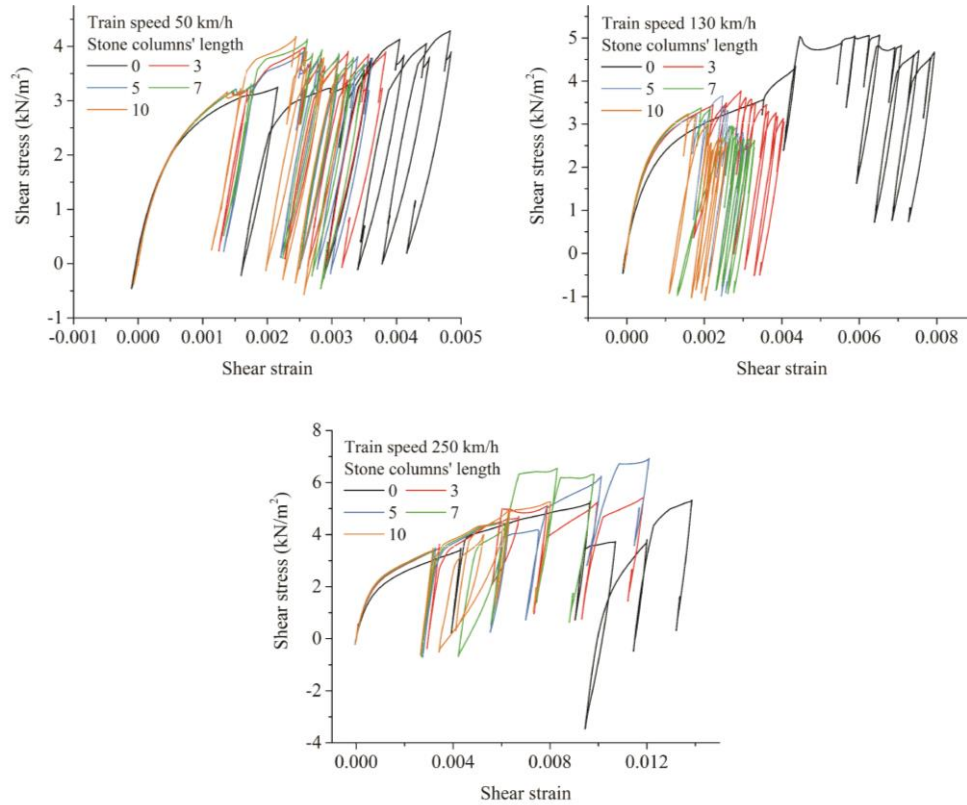 Train speed 50 km/h
Stone columns' length
0 3
5 7
10
4
3
2
1
0
-1
Shear stress (kN/m²)
-0.001 0.000 0.001 0.002 0.003 0.004 0.005
Shear strain
Train speed 130 km/h
Stone columns' length
0 3
5 7
10
5
4
3
2
1
0
-1
Shear stress (kN/m²)
0.000 0.002 0.004 0.006 0.008
Shear strain
Train speed 250 km/h
Stone columns' length
0 3
5 7
10
8
6
4
2
0
-2
-4
Shear stress (kN/m²)
0.000 0.004 0.008 0.012
Shear strain